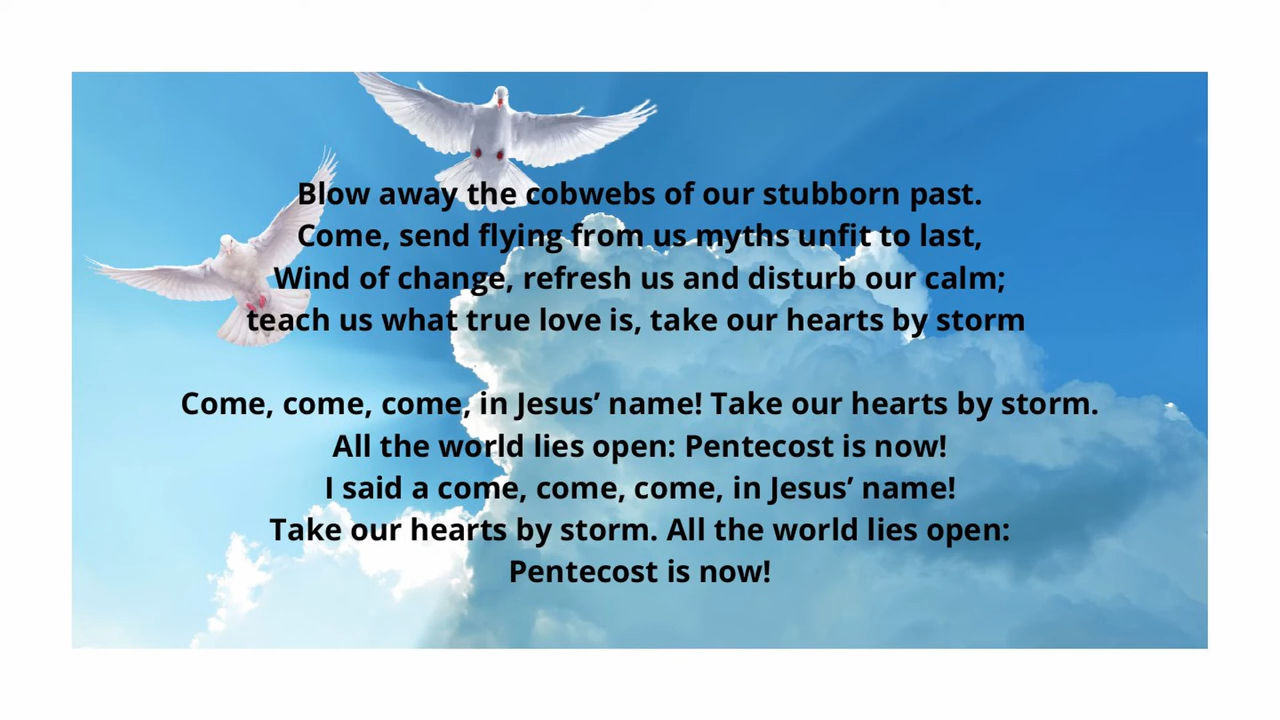 Blow away the cobwebs of our stubborn past.
Come, send flying from us myths unfit to last,
Wind of change, refresh us and disturb our calm;
teach us what true love is, take our hearts by storm
Come, come, come, in Jesus’ name! Take our hearts by storm.
All the world lies open: Pentecost is now!
I said a come, come, come, in Jesus’ name!
Take our hearts by storm. All the world lies open:
Pentecost is now!